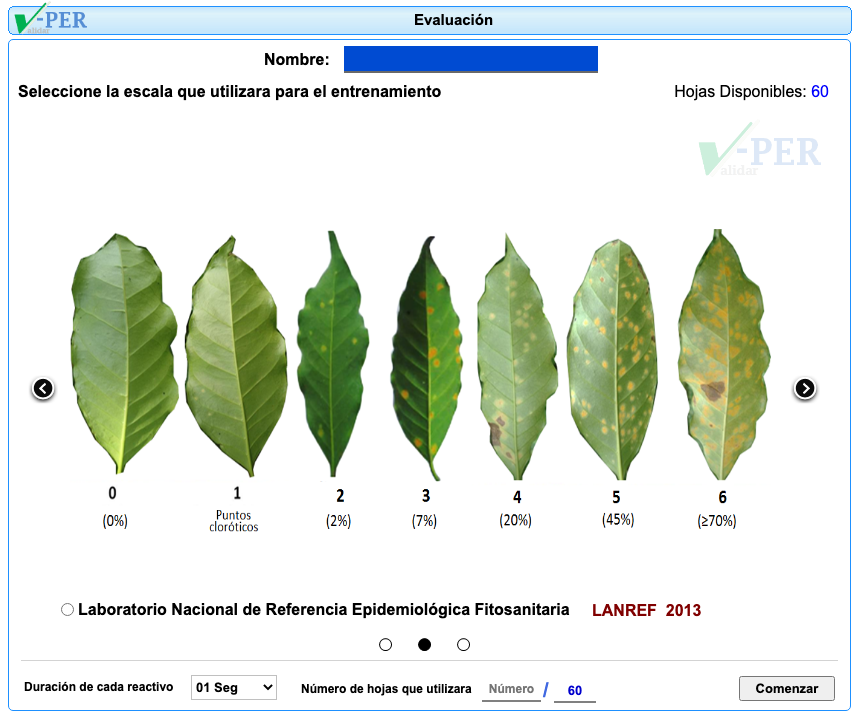 V-PER
alidar
Evaluación
Nombre:
Seleccione la escala que utilizara para el entrenamiento
Hojas Disponibles: 60
V-PER
alidar
0 1 2 3 4 5 6
(0%) Puntos cloróticos (2%) (7%) (20%) (45%) (≥70%)
Laboratorio Nacional de Referencia Epidemiológica Fitosanitaria LANREF 2013
Duración de cada reactivo 01 Seg Número de hojas que utilizara Número / 60 Comenzar